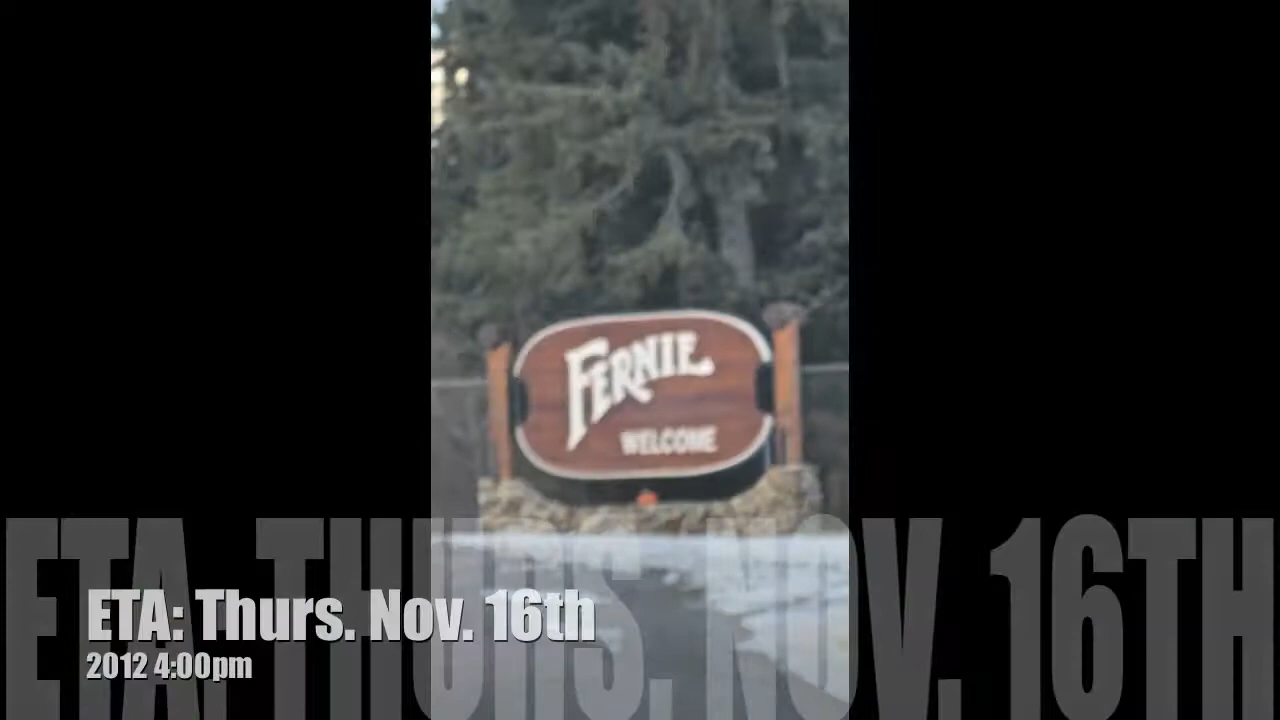 FERNIE
WELCOME
ETA: Thurs. Nov. 16th
2012 4:00pm
ETA: THURS. NOV. 16TH